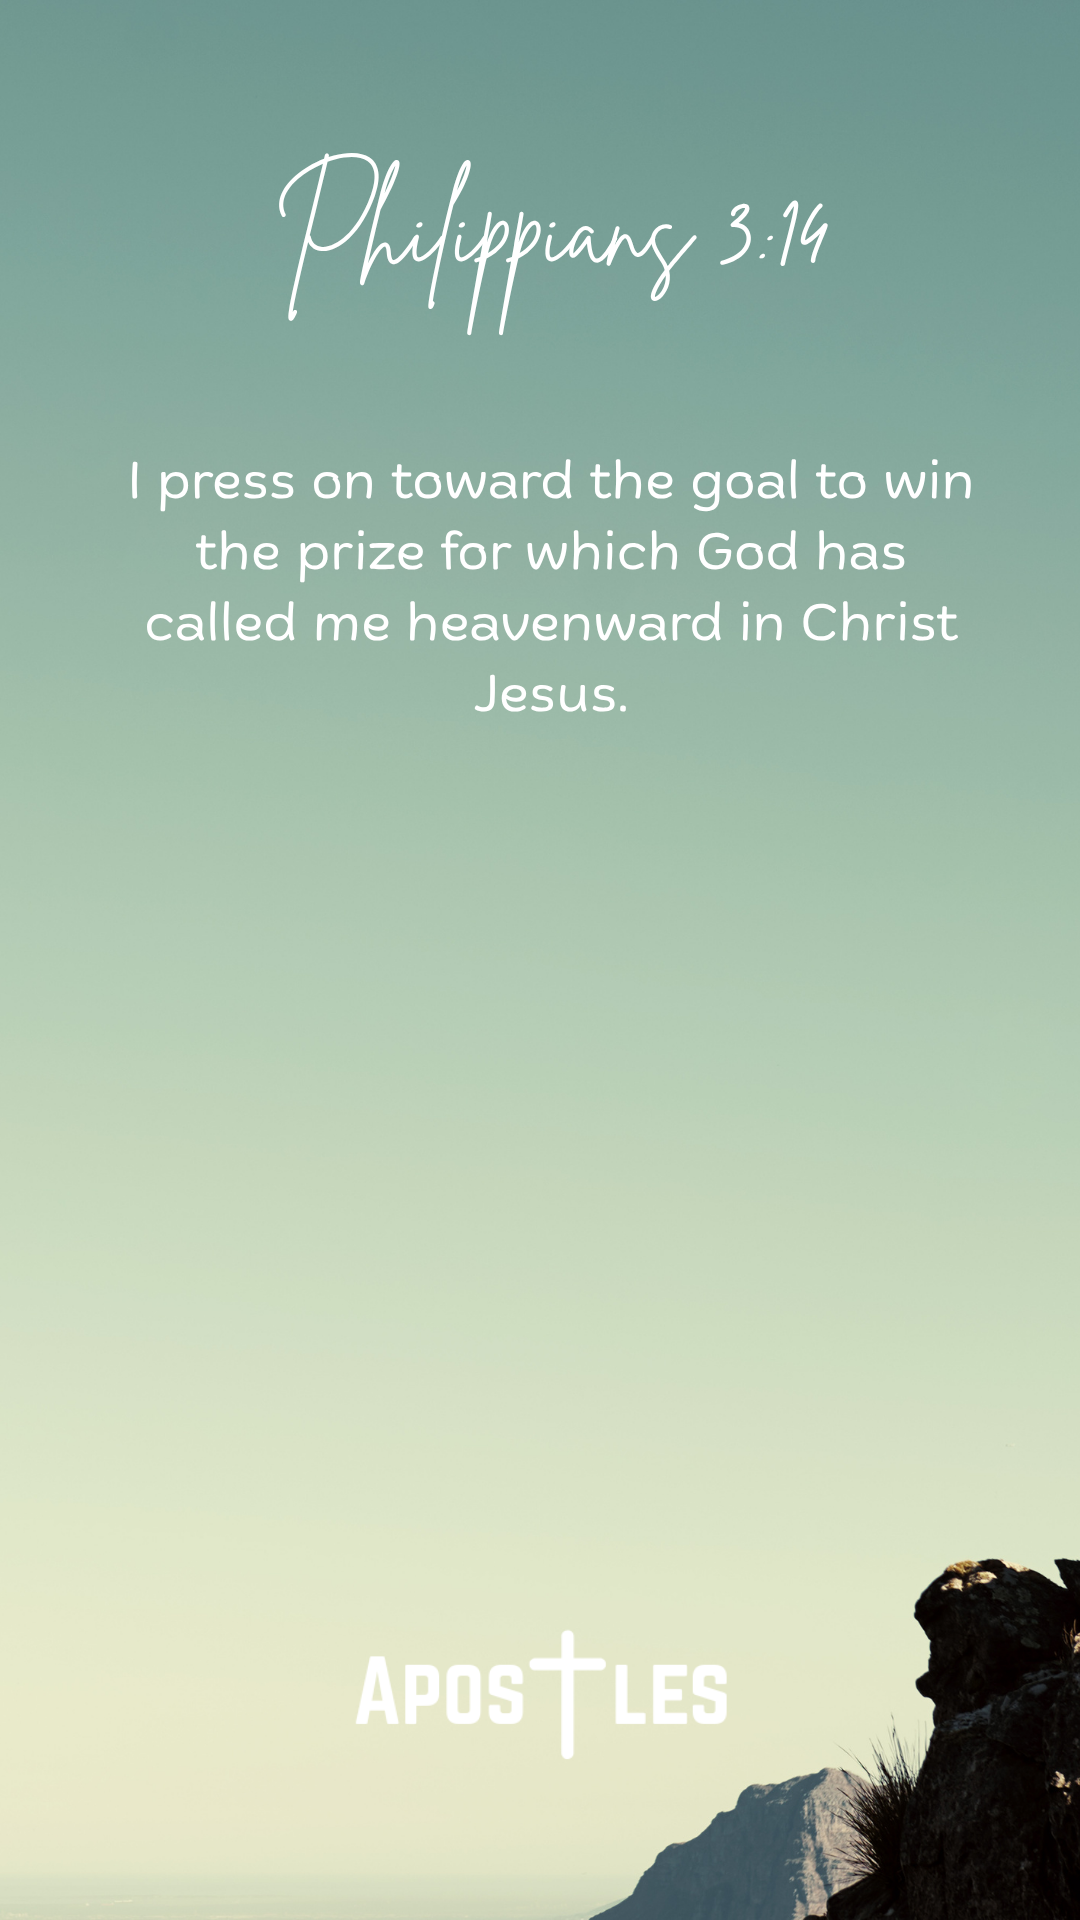 Philippians 3:14
I press on toward the goal to win
the prize for which God has
called me heavenward in Christ
Jesus.
APOSTLES